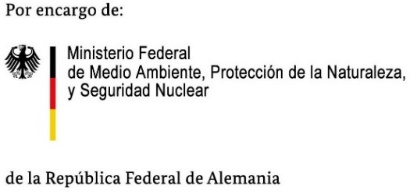 Por encargo de:
Ministerio Federal
de Medio Ambiente, Protección de la Naturaleza,
y Seguridad Nuclear
de la República Federal de Alemania